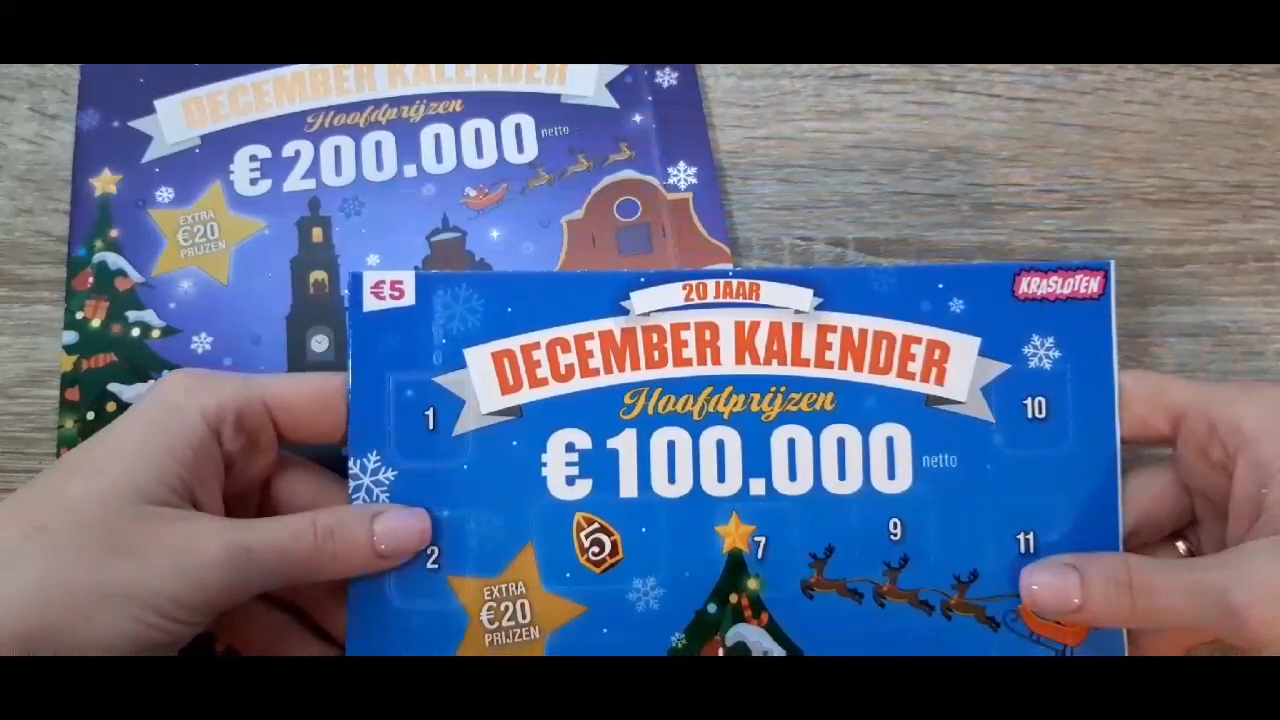 DECEMBER KALENDER
Hoofdprijzen
€200.000 netto
EXTRA
€20
PRIJZEN
€5
20 JAAR
KRASLOTEN
DECEMBER KALENDER
Hoofdprijzen
€100.000 netto
1
10
2
5
7
9
11
EXTRA
€20
PRIJZEN